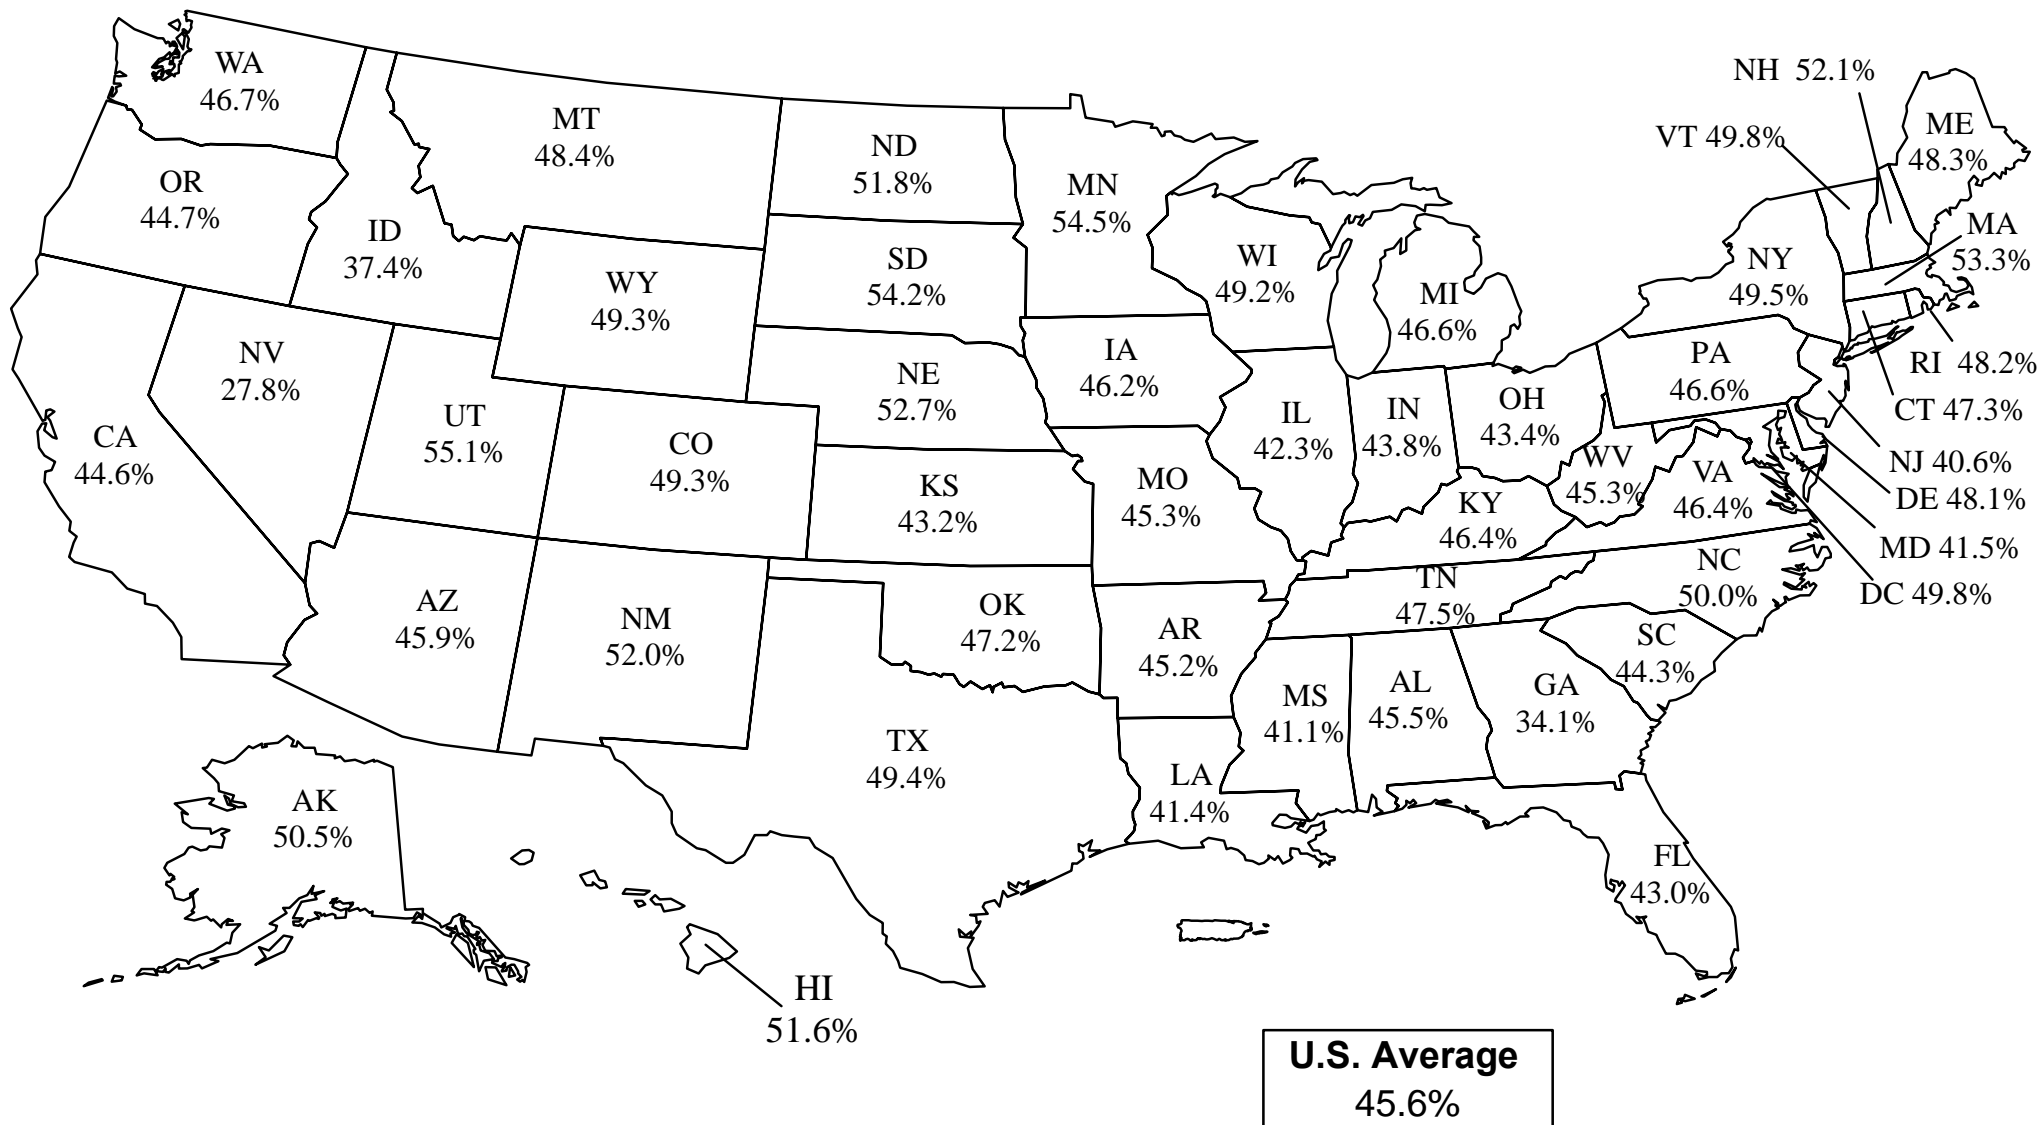 WA
46.7%
MT
48.4%
ND
51.8%
MN
54.5%
NH 52.1%
VT 49.8%
ME
48.3%
OR
44.7%
ID
37.4%
WY
49.3%
SD
54.2%
WI
49.2%
MI
46.6%
NY
49.5%
MA
53.3%
RI 48.2%
CT 47.3%
NV
27.8%
UT
55.1%
CO
49.3%
NE
52.7%
IA
46.2%
IL
42.3%
IN
43.8%
OH
43.4%
PA
46.6%
NJ 40.6%
DE 48.1%
MD 41.5%
DC 49.8%
CA
44.6%
KS
43.2%
MO
45.3%
KY
46.4%
WV
45.3%
VA
46.4%
AZ
45.9%
NM
52.0%
OK
47.2%
AR
45.2%
TN
47.5%
NC
50.0%
SC
44.3%
TX
49.4%
LA
41.4%
MS
41.1%
AL
45.5%
GA
34.1%
FL
43.0%
AK
50.5%
HI
51.6%
U.S. Average
45.6%